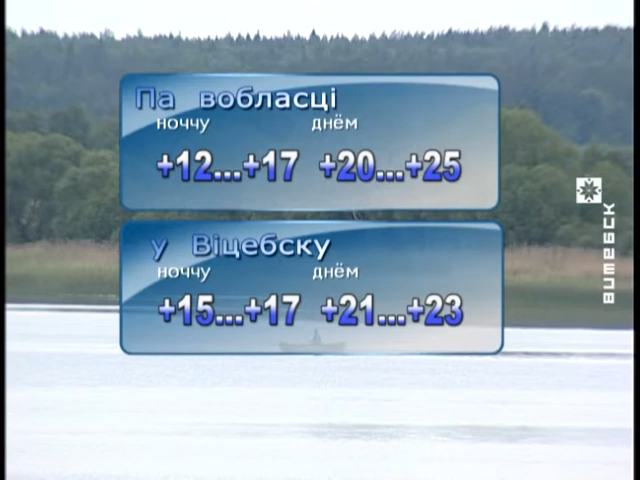 Па вобласці
ноччу днём
+12...+17 +20...+25
у Віцебску
ноччу днём
+15...+17 +21...+23
ВИТЕБСК